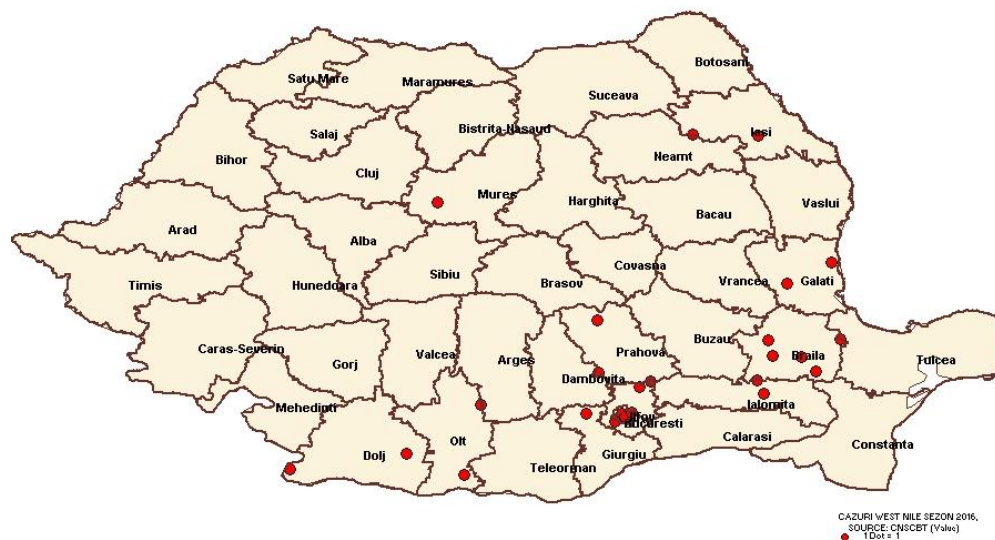 Botosani
Satu Mare
Maramures
Suceava
Iasi
Salaj
Bistrita-Nasaud
Neamt
Bihor
Cluj
Mures
Harghita
Vaslui
Bacau
Arad
Alba
Covasna
Sibiu
Brasov
Vrancea
Galati
Timis
Hunedoara
Buzau
Prahova
Braila
Caras-Severin
Gorj
Valcea
Arges
Tulcea
Dambovita
Mehedinti
Ialomita
Ilfov
Bucuresti
Olt
Calarasi
Constanta
Dolj
Giurgiu
Teleorman
CAZURI WEST NILE SEZON 2016,
SOURCE: CNSCBT (Value)
1 Dot = 1